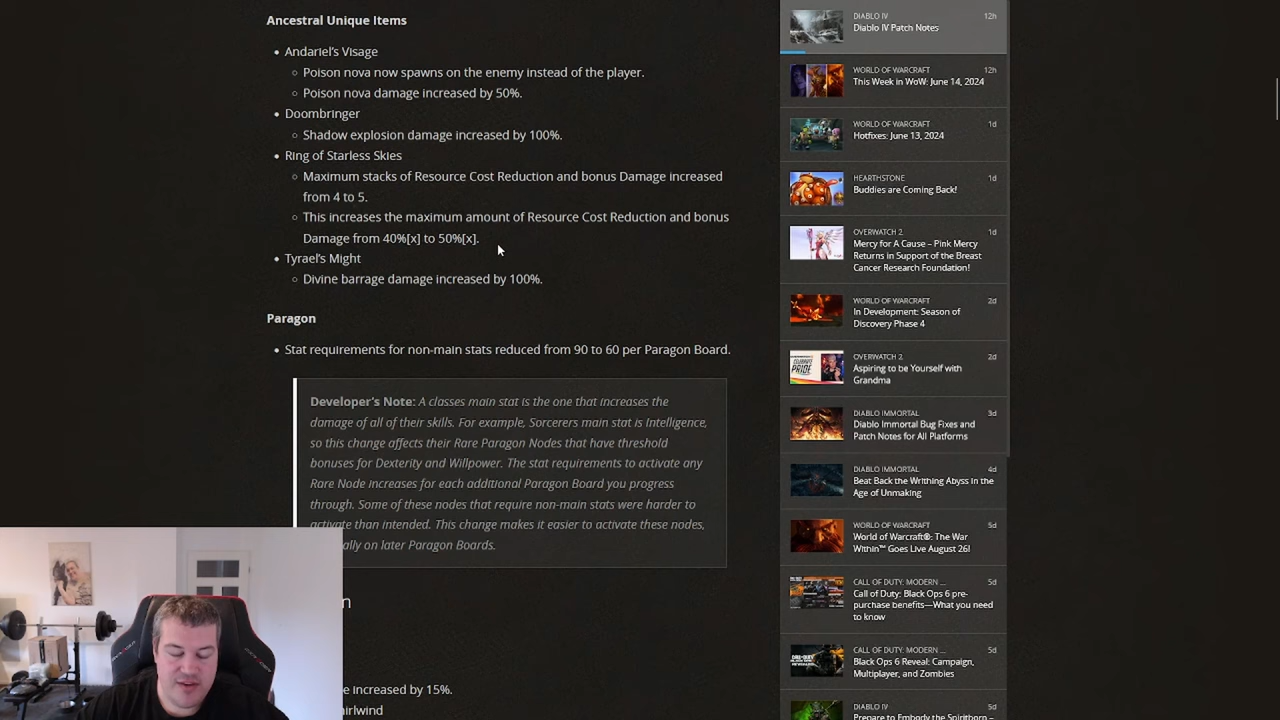 Ancestral Unique Items
Andariel's Visage
Poison nova now spawns on the enemy instead of the player.
Poison nova damage increased by 50%.
Doombringer
Shadow explosion damage increased by 100%.
Ring of Starless Skies
Maximum stacks of Resource Cost Reduction and bonus Damage increased
from 4 to 5.
This increases the maximum amount of Resource Cost Reduction and bonus
Damage from 40%[x] to 50%[x].
Tyrael's Might
Divine barrage damage increased by 100%.
Paragon
Stat requirements for non-main stats reduced from 90 to 60 per Paragon Board.
Developer's Note: A classes main stat is the one that increases the
damage of all of their skills. For example, Sorcerers main stat is Intelligence,
so this change affects their Rare Paragon Nodes that have threshold
bonuses for Dexterity and Willpower. The stat requirements to activate any
Rare Node increases for each additional Paragon Board you progress
through. Some of these nodes that require non-main stats were harder to
activate than intended. This change makes it easier to activate these nodes,
on later Paragon Boards.
increased by 15%.
DIABLO IV 12h
Diablo IV Patch Notes
WORLD OF WARCRAFT 12h
This Week in WoW: June 14, 2024
WORLD OF WARCRAFT 1d
Hotfixes: June 13, 2024
HEARTHSTONE 1d
Buddies are Coming Back!
OVERWATCH 2 1d
Mercy for A Cause – Pink Mercy
Returns in Support of the Breast
Cancer Research Foundation!
WORLD OF WARCRAFT 2d
In Development: Season of
Discovery Phase 4
OVERWATCH 2 2d
Aspiring to be Yourself with
Grandma
DIABLO IMMORTAL 3d
Diablo Immortal Bug Fixes and
Patch Notes for All Platforms
DIABLO IMMORTAL 4d
Beat Back the Writhing Abyss in the
Age of Unmaking
WORLD OF WARCRAFT 5d
World of Warcraft®: The War
Within™ Goes Live August 26!
CALL OF DUTY: MODERN ... 5d
Call of Duty: Black Ops 6 pre-
purchase benefits—What you need
to know
CALL OF DUTY: MODERN ... 5d
Black Ops 6 Reveal: Campaign,
Multiplayer, and Zombies
DIABLO IV 5d
Prepare to Embody the Spiritborn –